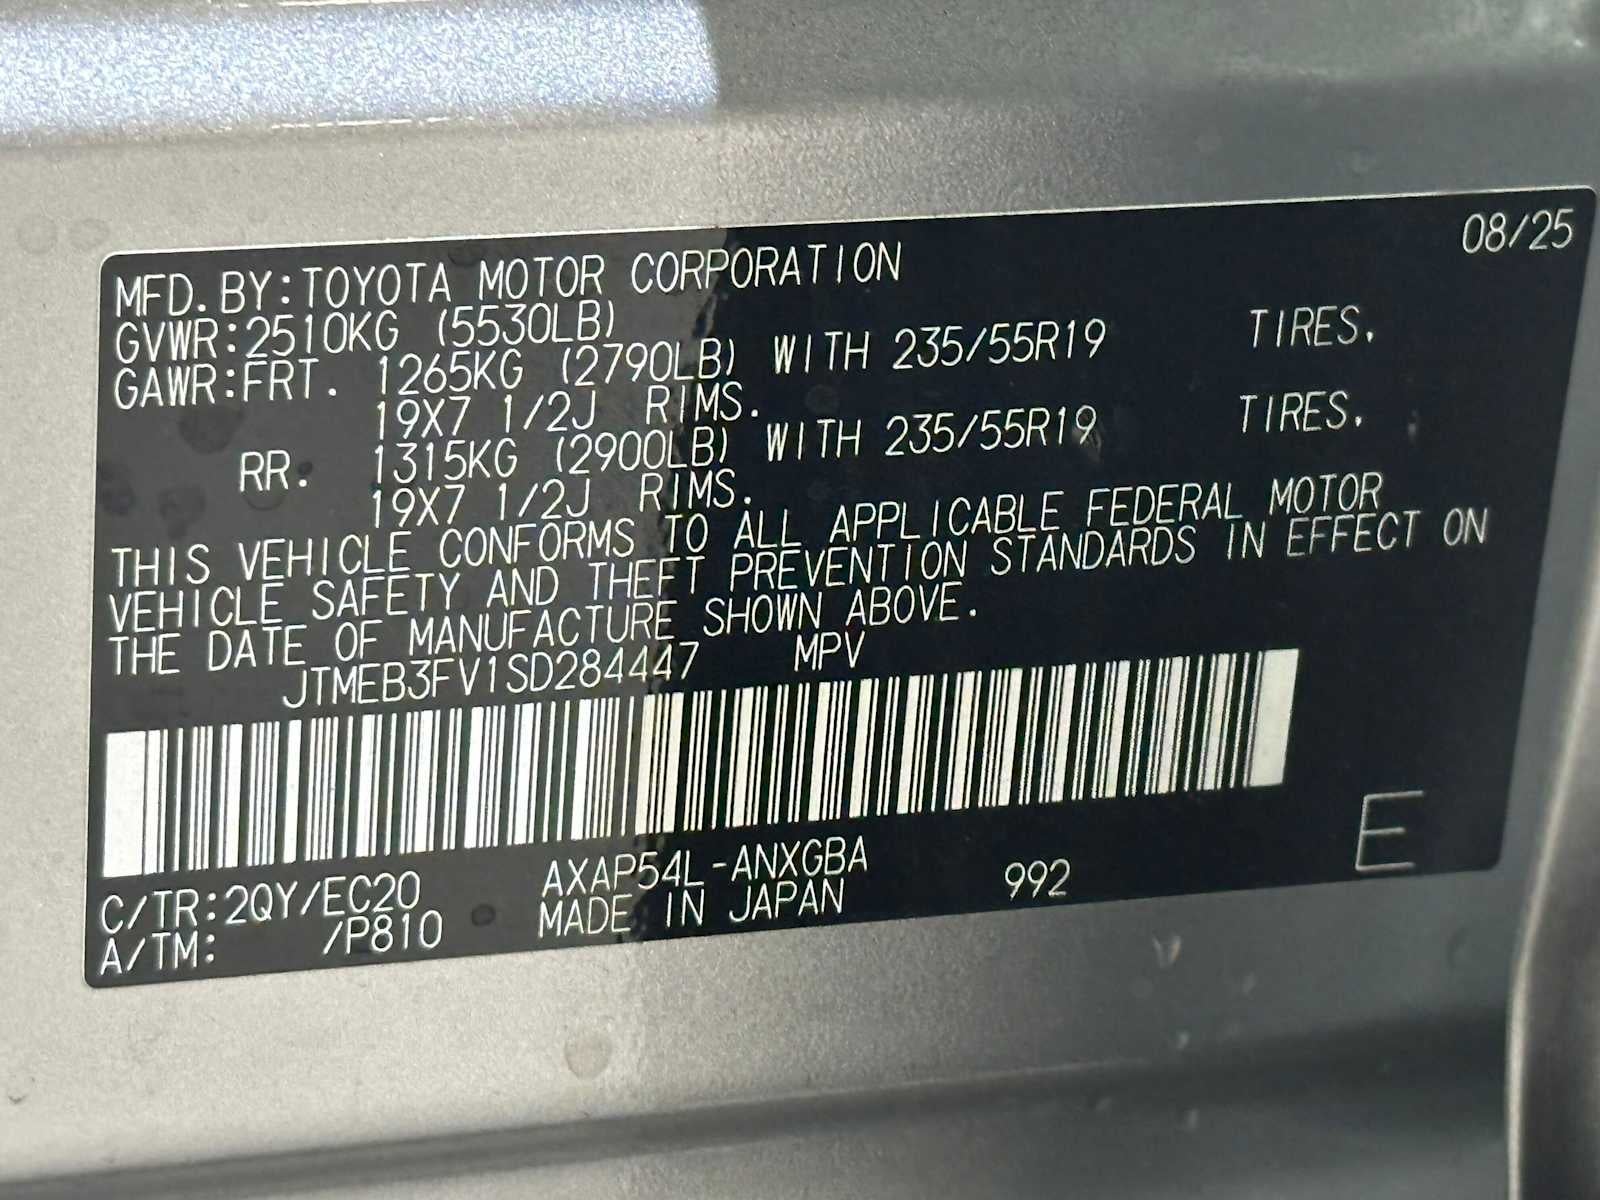 08/25
MFD.BY:TOYOTA MOTOR CORPORATION
GVWR:2510KG (5530LB)
GAWR:FRT. 1265KG (2790LB) WITH 235/55R19 TIRES,
19X7 1/2J RIMS.
RR. 1315KG (2900LB) WITH 235/55R19 TIRES,
19X7 1/2J RIMS.
THIS VEHICLE CONFORMS TO ALL APPLICABLE FEDERAL MOTOR
VEHICLE SAFETY AND THEFT PREVENTION STANDARDS IN EFFECT ON
THE DATE OF MANUFACTURE SHOWN ABOVE.
JTMEB3FV1SD284447 MPV
C/TR:2QY/EC20 AXAP54L-ANXGBA 992 E
A/TM: /P810 MADE IN JAPAN